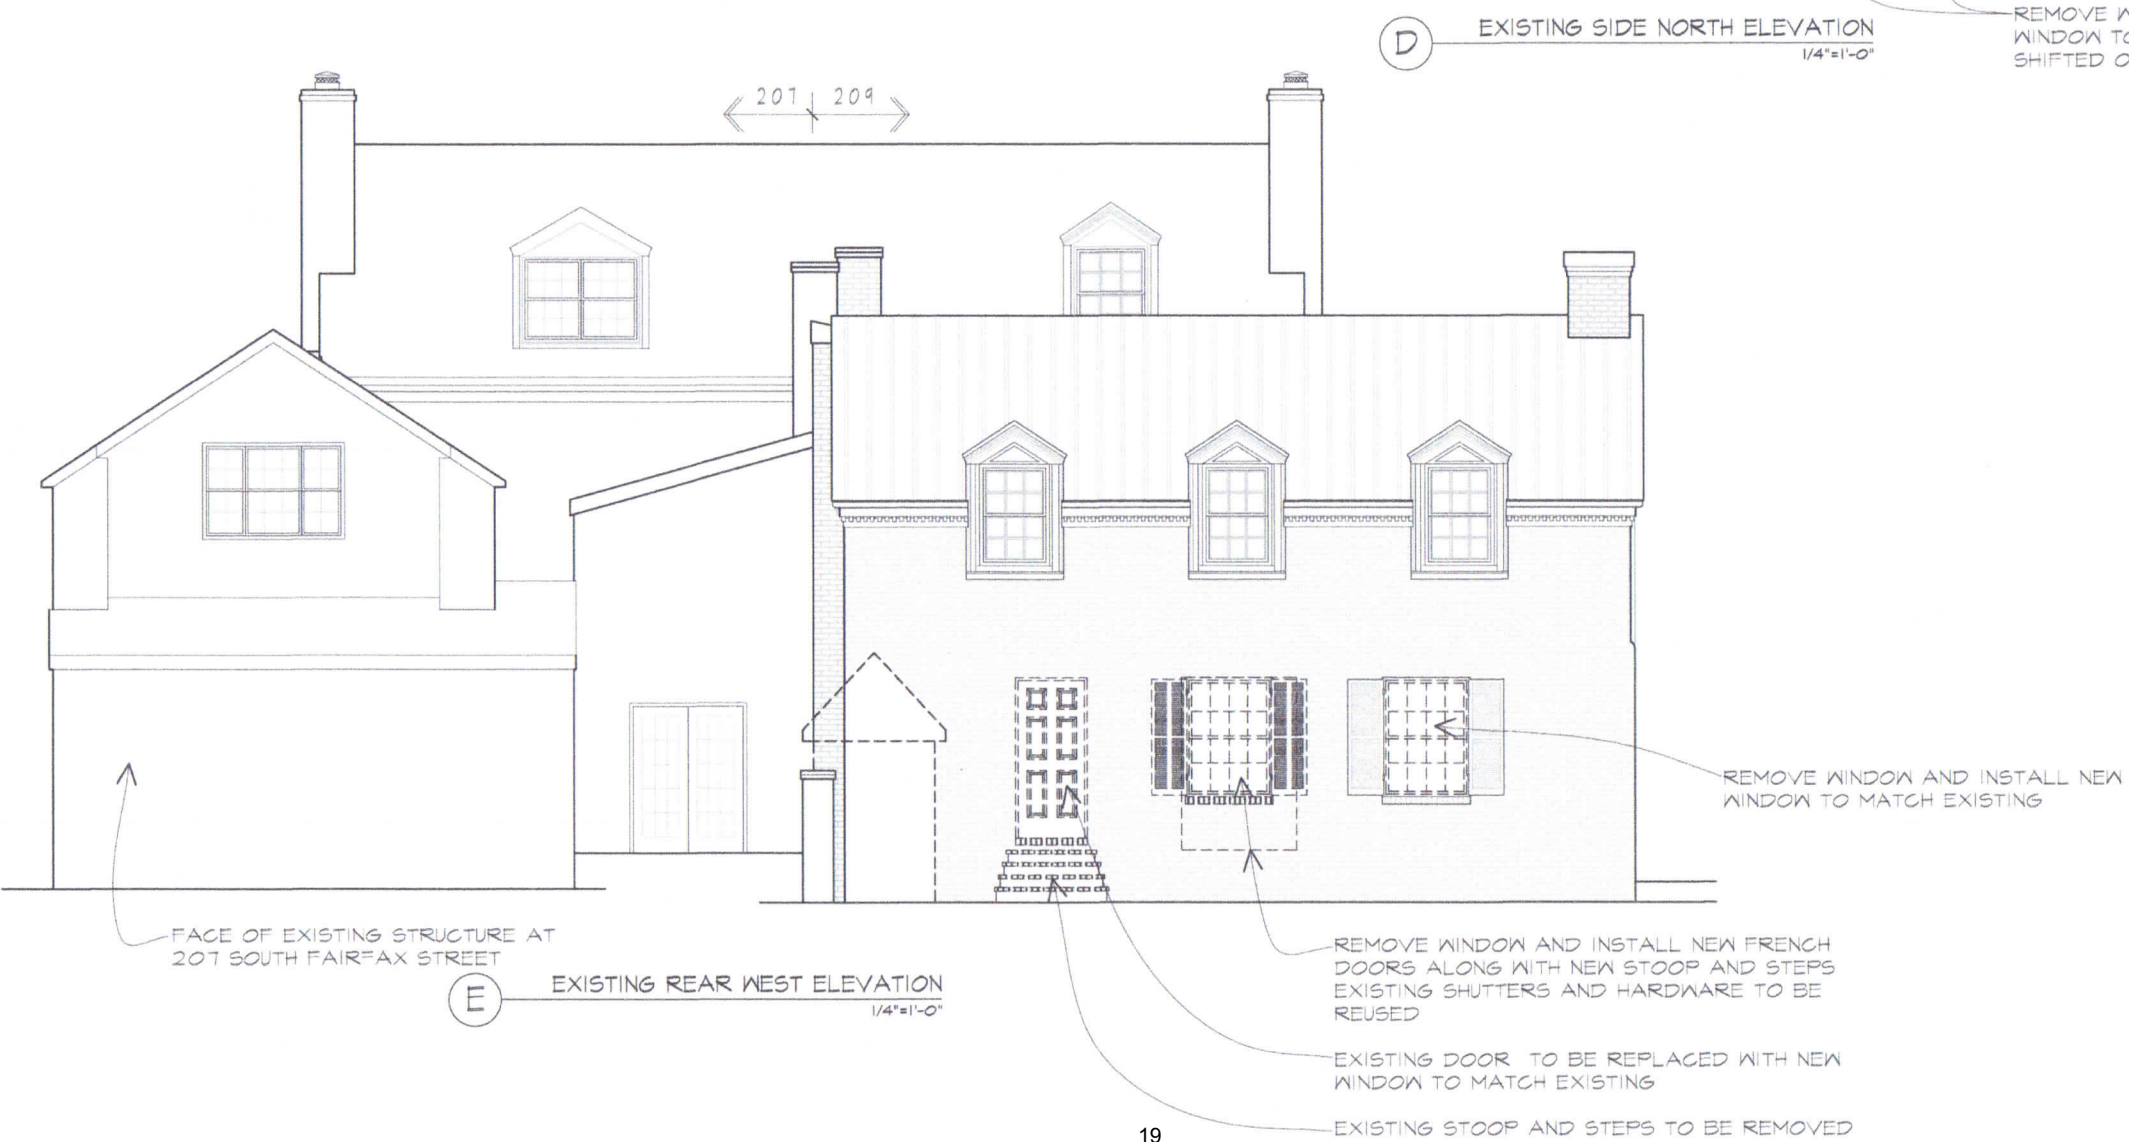 D
EXISTING SIDE NORTH ELEVATION
1/4"=1'-0"
REMOVE
WINDOW
SHIFTED
207 209
REMOVE WINDOW AND INSTALL NEW
WINDOW TO MATCH EXISTING
FACE OF EXISTING STRUCTURE AT
207 SOUTH FAIRFAX STREET
E
EXISTING REAR WEST ELEVATION
1/4"=1'-0"
REMOVE WINDOW AND INSTALL NEW FRENCH
DOORS ALONG WITH NEW STOOP AND STEPS
EXISTING SHUTTERS AND HARDWARE TO BE
REUSED
EXISTING DOOR TO BE REPLACED WITH NEW
WINDOW TO MATCH EXISTING
EXISTING STOOP AND STEPS TO BE REMOVED
19